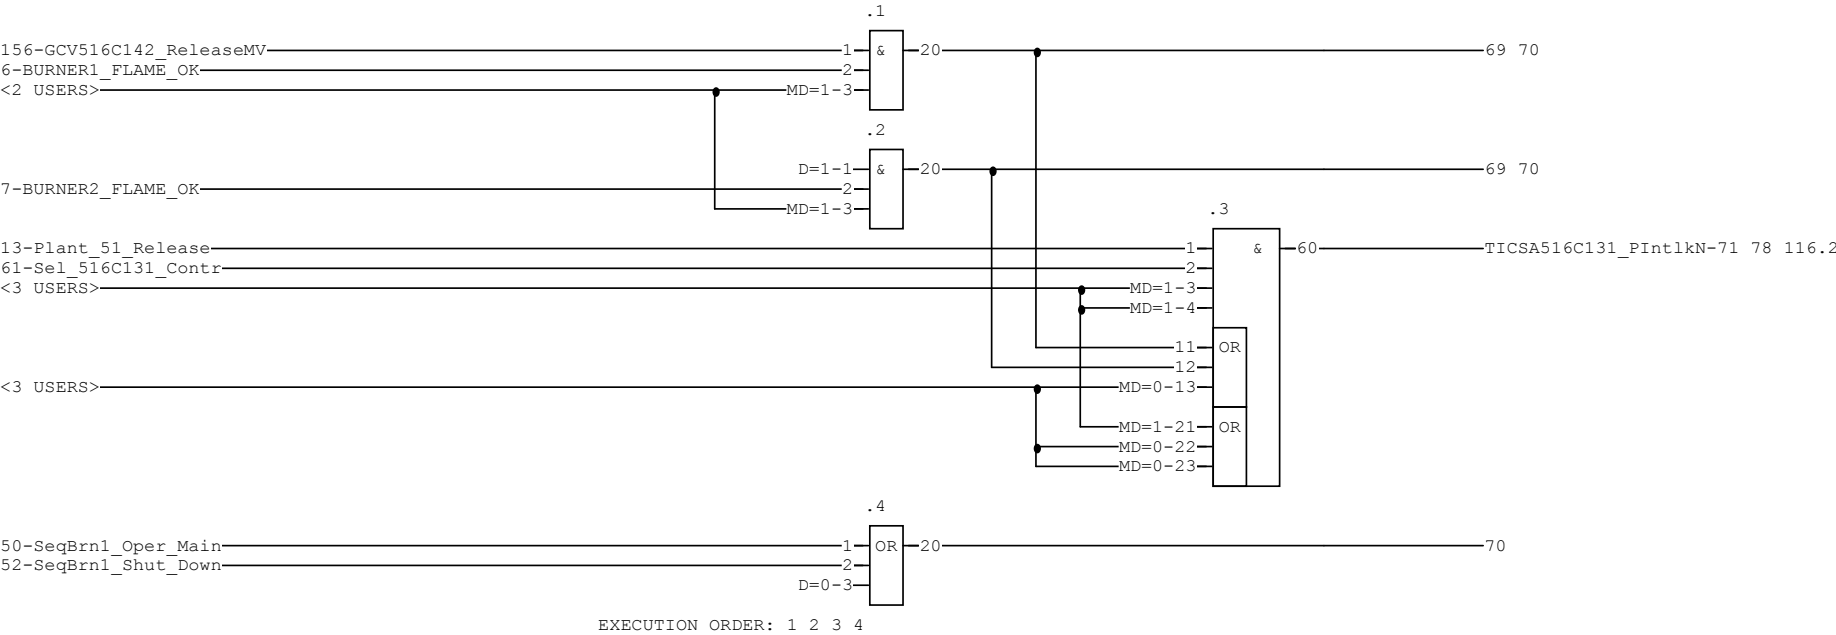 .1
156-GCV516C142_ReleaseMV 1 & 20 69 70
6-BURNER1_FLAME_OK 2
<2 USERS> MD=1-3
.2
D=1-1 & 20 69 70
7-BURNER2_FLAME_OK 2
MD=1-3
.3
13-Plant_51_Release 1 & 60 TICSA516C131_PIntlkN-71 78 116.2
61-Sel_516C131_Contr 2
<3 USERS> MD=1-3
MD=1-4
11 OR
12
<3 USERS> MD=0-13
MD=1-21 OR
MD=0-22
MD=0-23
.4
50-SeqBrn1_Oper_Main 1 OR 20 70
52-SeqBrn1_Shut_Down 2
D=0-3
EXECUTION ORDER: 1 2 3 4